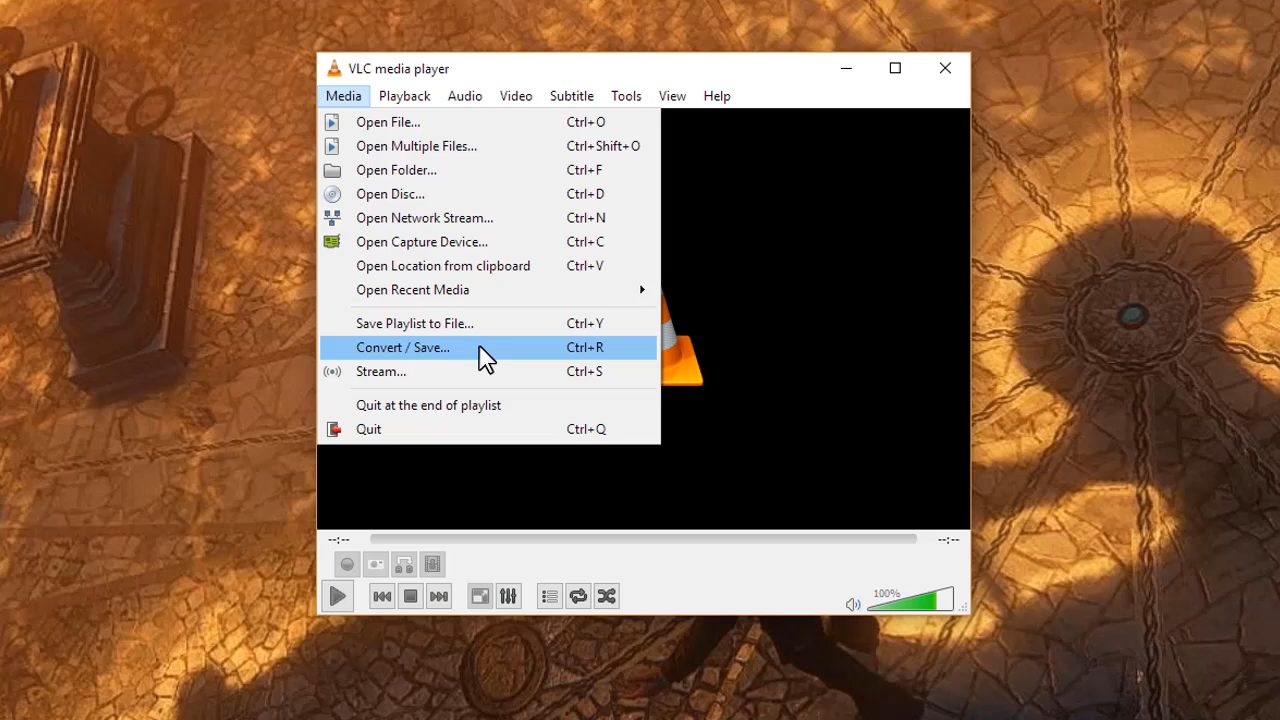 VLC media player
Media Playback Audio Video Subtitle Tools View Help
Open File... Ctrl+O
Open Multiple Files... Ctrl+Shift+O
Open Folder... Ctrl+F
Open Disc... Ctrl+D
Open Network Stream... Ctrl+N
Open Capture Device... Ctrl+C
Open Location from clipboard Ctrl+V
Open Recent Media
Save Playlist to File... Ctrl+Y
Convert / Save... Ctrl+R
Stream... Ctrl+S
Quit at the end of playlist
Quit Ctrl+Q
--:-- --:--
100%